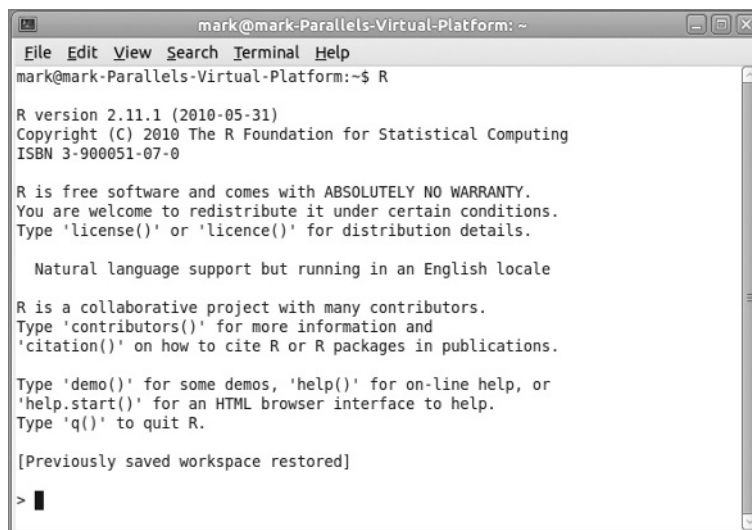 mark@mark-Parallels-Virtual-Platform: ~
File Edit View Search Terminal Help
mark@mark-Parallels-Virtual-Platform:~$ R
R version 2.11.1 (2010-05-31)
Copyright (C) 2010 The R Foundation for Statistical Computing
ISBN 3-900051-07-0
R is free software and comes with ABSOLUTELY NO WARRANTY.
You are welcome to redistribute it under certain conditions.
Type 'license()' or 'licence()' for distribution details.
Natural language support but running in an English locale
R is a collaborative project with many contributors.
Type 'contributors()' for more information and
'citation()' on how to cite R or R packages in publications.
Type 'demo()' for some demos, 'help()' for on-line help, or
'help.start()' for an HTML browser interface to help.
Type 'q()' to quit R.
[Previously saved workspace restored]
>